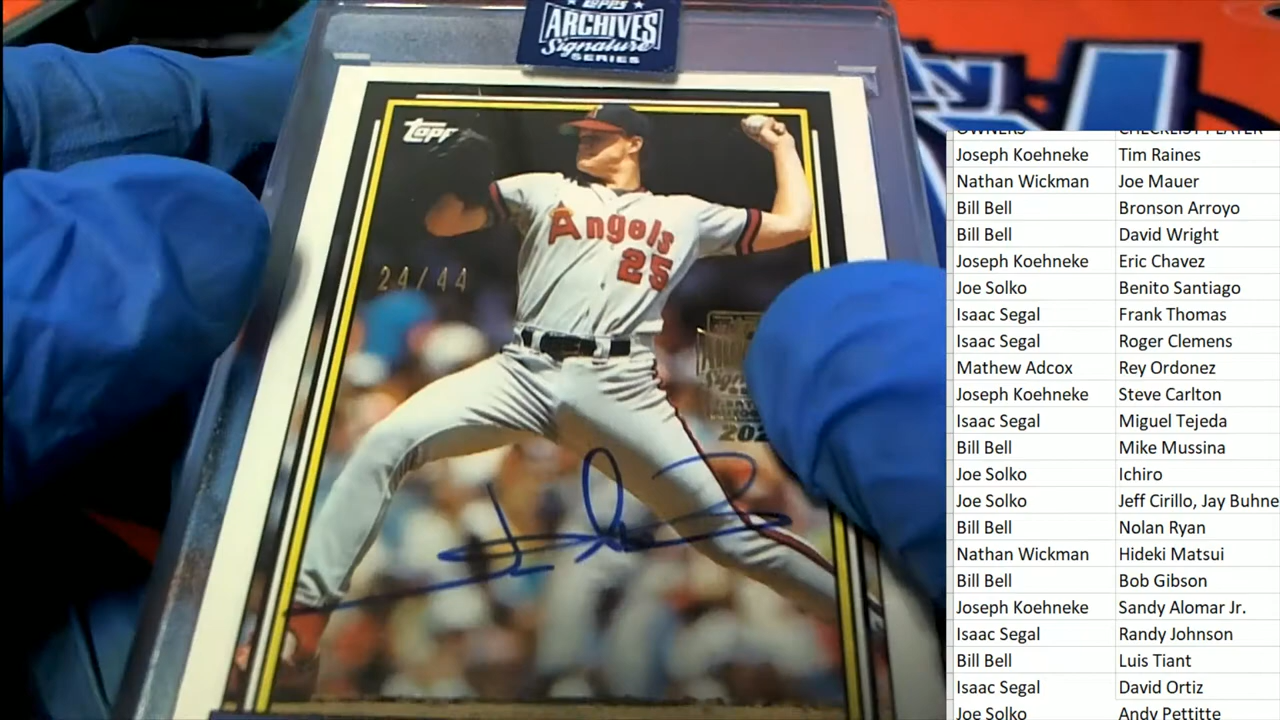 TOPPS
ARCHIVES
Signature
SERIES
Topps
Angels
25
24/44
OWNERS CHECKLIST PLAYER
Joseph Koehneke Tim Raines
Nathan Wickman Joe Mauer
Bill Bell Bronson Arroyo
Bill Bell David Wright
Joseph Koehneke Eric Chavez
Joe Solko Benito Santiago
Isaac Segal Frank Thomas
Isaac Segal Roger Clemens
Mathew Adcox Rey Ordonez
Joseph Koehneke Steve Carlton
Isaac Segal Miguel Tejeda
Bill Bell Mike Mussina
Joe Solko Ichiro
Joe Solko Jeff Cirillo, Jay Buhne
Bill Bell Nolan Ryan
Nathan Wickman Hideki Matsui
Bill Bell Bob Gibson
Joseph Koehneke Sandy Alomar Jr.
Isaac Segal Randy Johnson
Bill Bell Luis Tiant
Isaac Segal David Ortiz
Joe Solko Andy Pettitte